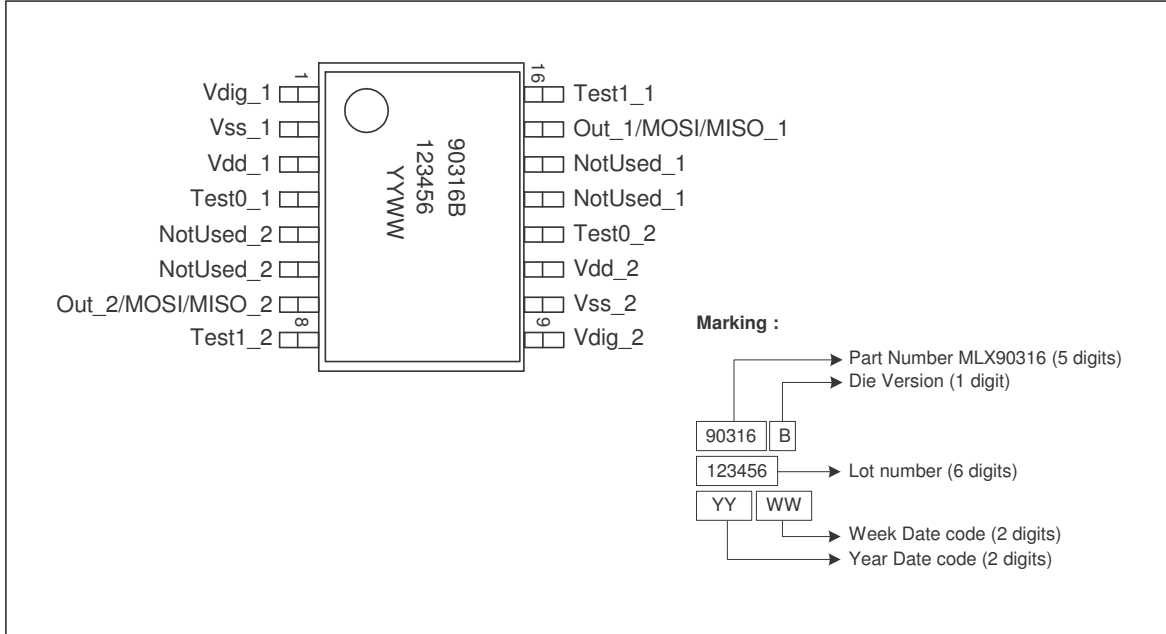 1
Vdig_1
Vss_1
Vdd_1
Test0_1
NotUsed_2
NotUsed_2
Out_2/MOSI/MISO_2
8
Test1_2
90316B
123456
YYWW
16
Test1_1
Out_1/MOSI/MISO_1
NotUsed_1
NotUsed_1
Test0_2
Vdd_2
Vss_2
9
Vdig_2
Marking :
Part Number MLX90316 (5 digits)
Die Version (1 digit)
90316 B
123456 Lot number (6 digits)
YY WW
Week Date code (2 digits)
Year Date code (2 digits)